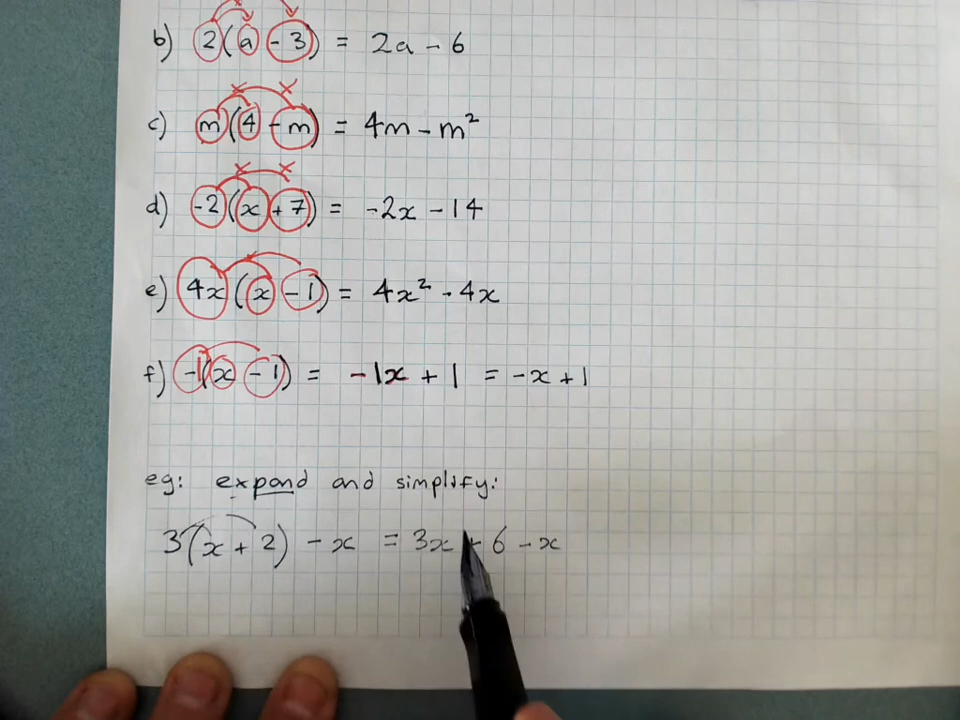 b) 2(a - 3) = 2a - 6
c) m(4 - m) = 4m - m²
d) -2(x + 7) = -2x - 14
e) 4x(x - 1) = 4x² - 4x
f) -1(x - 1) = -1x + 1 = -x + 1
eg: expand and simplify:
3(x + 2) - x = 3x + 6 - x